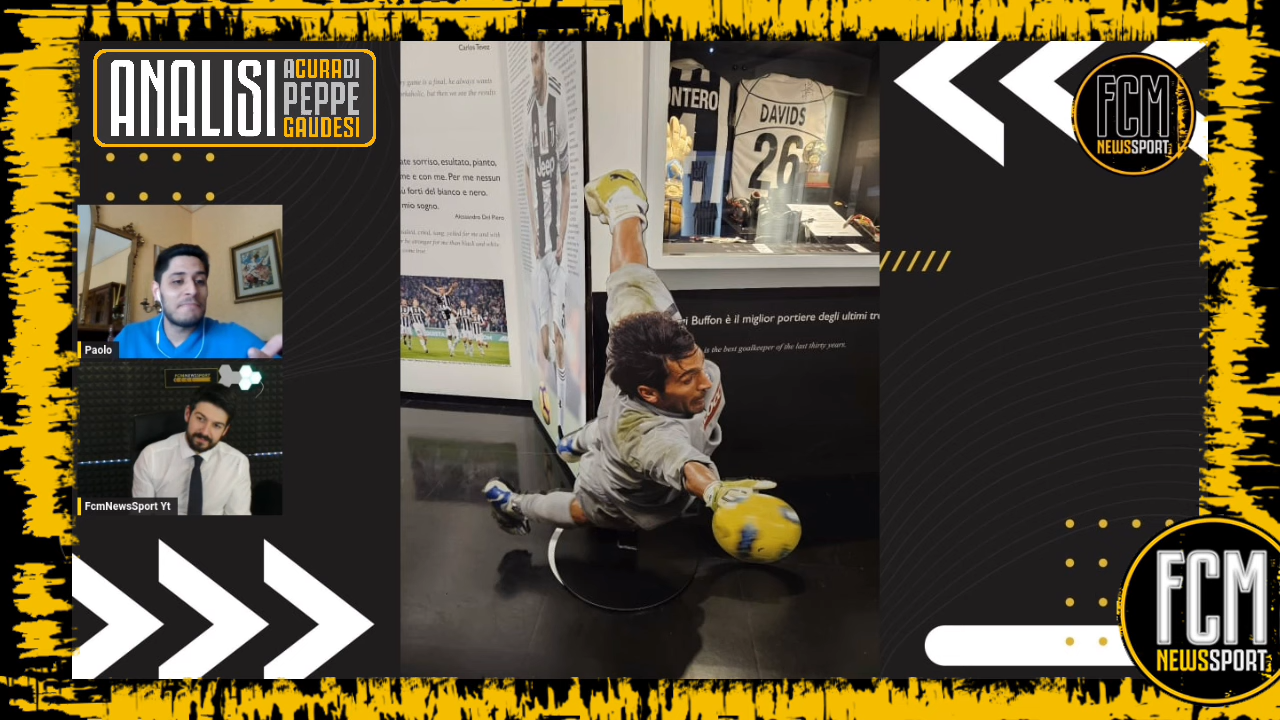 ANALISI
ACURADI
PEPPE
GAUDESI
FCM
NEWSSPORT
Paolo
FcmNewsSport Yt
Carlos Tevez
game is a final, he always wants
but then we see the results
ate sorriso, esultato, pianto,
me e con me. Per me nessun
ù forti del bianco e nero.
mio sogno.
Alessandro Del Piero
Jeep
ONTERO
DAVIDS
26
Buffon è il miglior portiere degli ultimi tr
is the best goalkeeper of the last thirty years.
FCM
NEWSSPORT